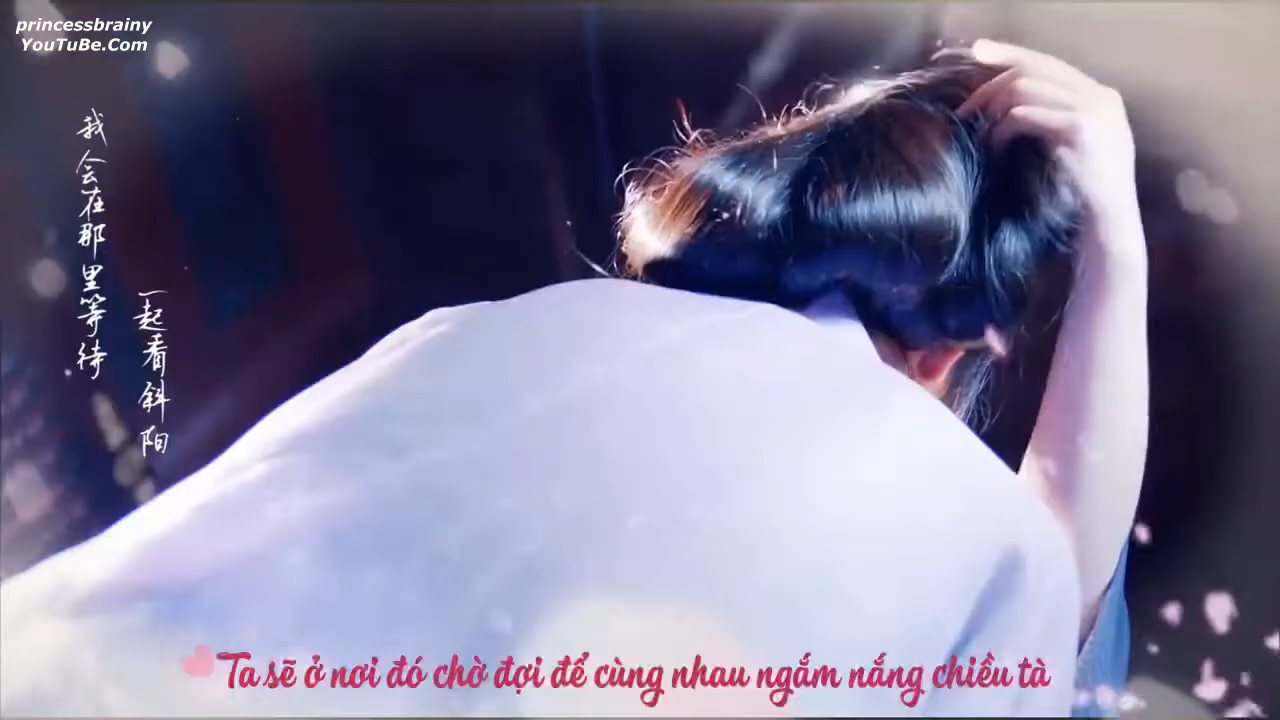 princessbrainy
YouTuBe.Com
我会在那里等待
一起看斜阳
Ta sẽ ở nơi đó chờ đợi để cùng nhau ngắm nắng chiều tà